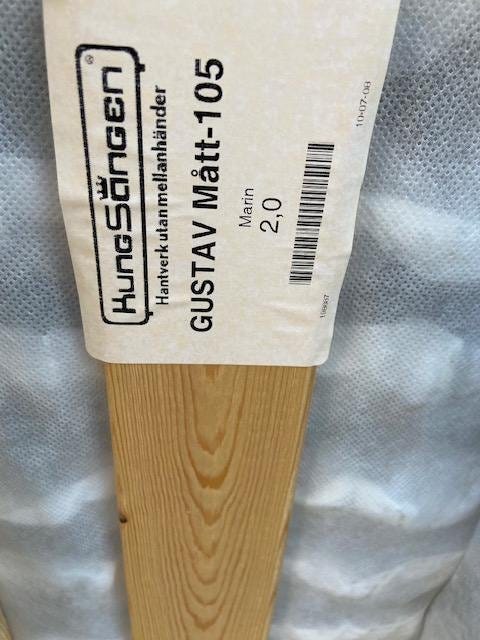 KungSängen®
Hantverk utan mellanhänder
GUSTAV Mått-105
Marin
2,0
10-07-08